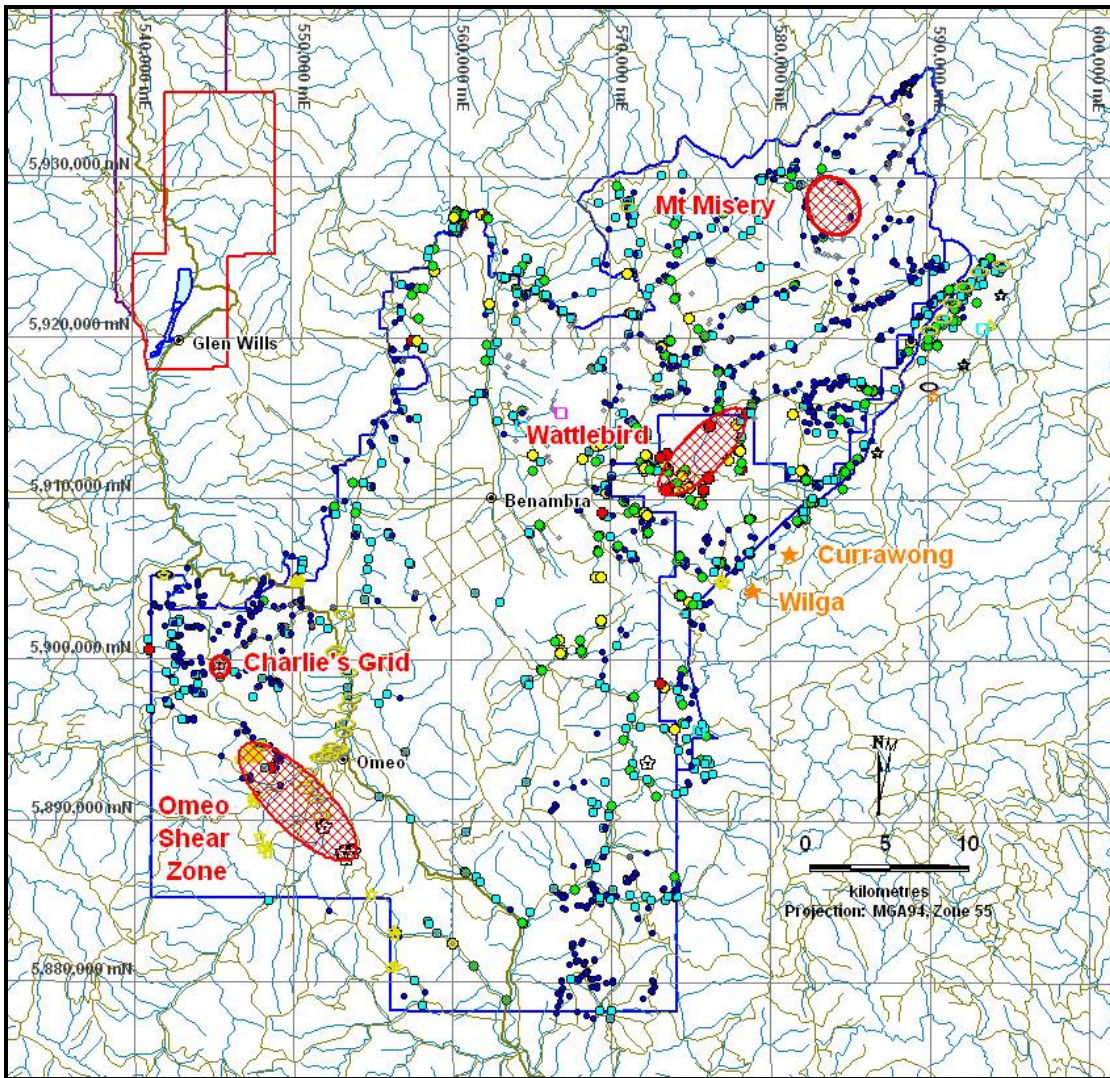 540,000 mE
550,000 mE
560,000 mE
570,000 mE
580,000 mE
590,000 mE
600,000 mE
5,930,000 mN
Mt Misery
5,920,000 mN
Glen Wills
Wattlebird
5,910,000 mN
Benambra
Currawong
Wilga
5,900,000 mN
Charlie's Grid
Omeo
NM
5,890,000 mN
Omeo
Shear
Zone
0 5 10
kilometres
Projection: MGA94, Zone 55
5,880,000 mN